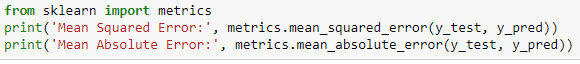 from sklearn import metrics
print('Mean Squared Error:', metrics.mean_squared_error(y_test, y_pred))
print('Mean Absolute Error:', metrics.mean_absolute_error(y_test, y_pred))